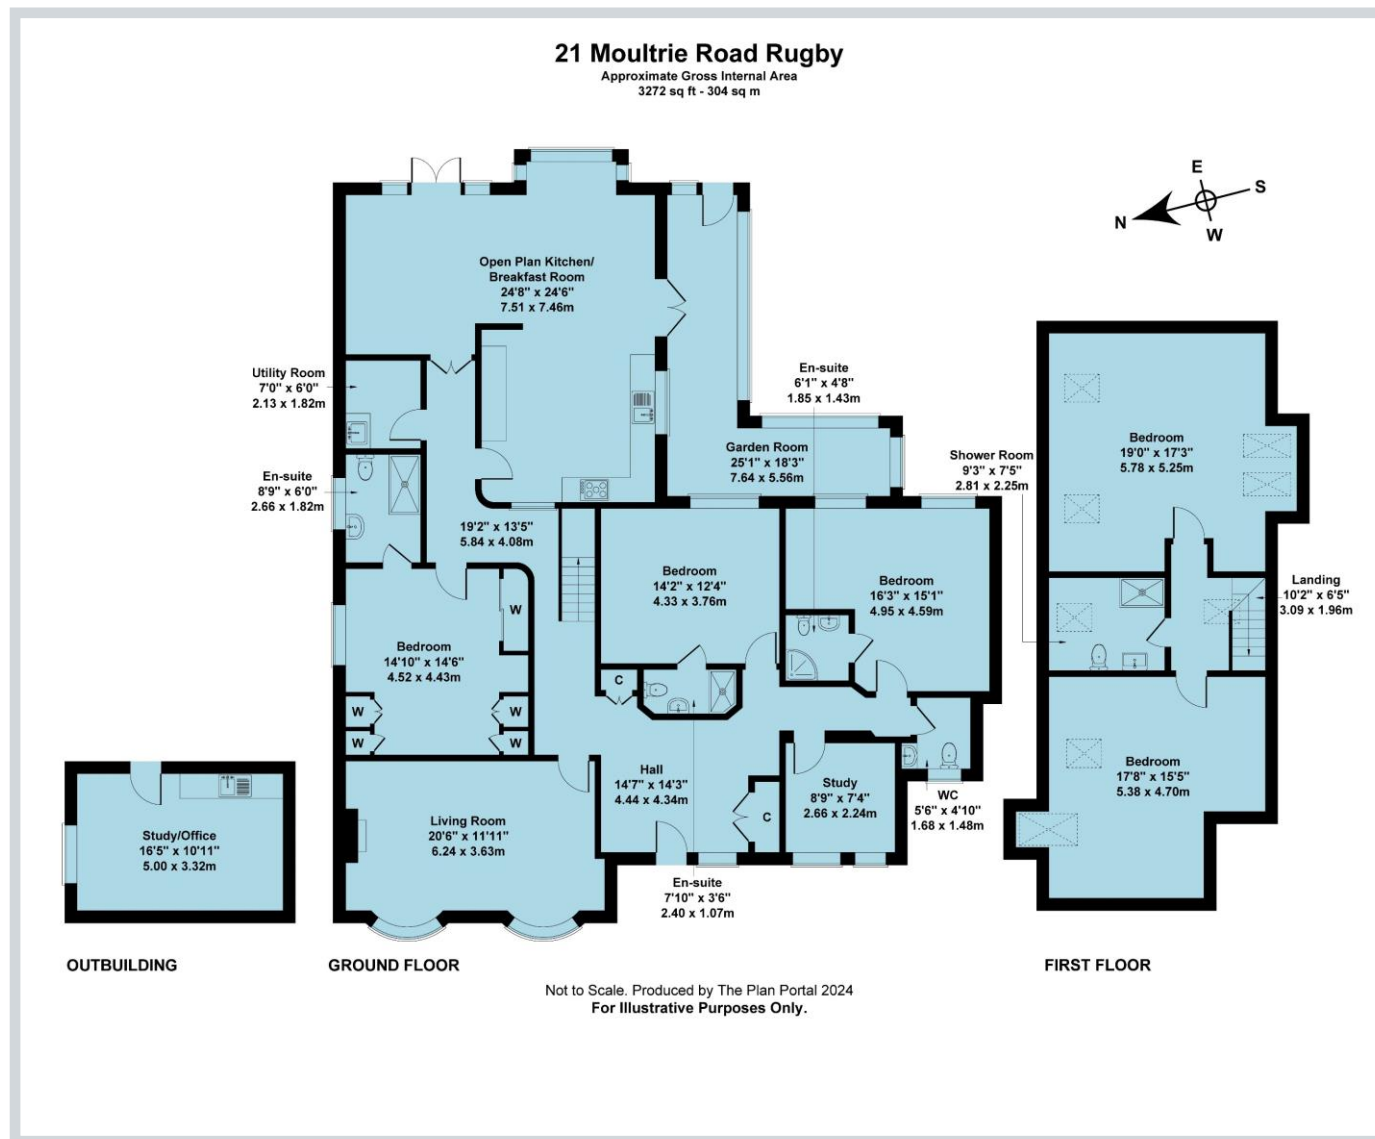 21 Moultrie Road Rugby
Approximate Gross Internal Area
3272 sq ft - 304 sq m
E
S
N
W
Open Plan Kitchen/
Breakfast Room
24'8" x 24'6"
7.51 x 7.46m
Utility Room
7'0" x 6'0"
2.13 x 1.82m
En-suite
6'1" x 4'8"
1.85 x 1.43m
Garden Room
25'1" x 18'3"
7.64 x 5.56m
En-suite
8'9" x 6'0"
2.66 x 1.82m
19'2" x 13'5"
5.84 x 4.08m
Bedroom
14'2" x 12'4"
4.33 x 3.76m
Bedroom
16'3" x 15'1"
4.95 x 4.59m
Bedroom
14'10" x 14'6"
4.52 x 4.43m
W
W
W
W
W
C
Hall
14'7" x 14'3"
4.44 x 4.34m
C
Study
8'9" x 7'4"
2.66 x 2.24m
WC
5'6" x 4'10"
1.68 x 1.48m
Living Room
20'6" x 11'11"
6.24 x 3.63m
En-suite
7'10" x 3'6"
2.40 x 1.07m
Study/Office
16'5" x 10'11"
5.00 x 3.32m
Bedroom
19'0" x 17'3"
5.78 x 5.25m
Shower Room
9'3" x 7'5"
2.81 x 2.25m
Landing
10'2" x 6'5"
3.09 x 1.96m
Bedroom
17'8" x 15'5"
5.38 x 4.70m
OUTBUILDING
GROUND FLOOR
FIRST FLOOR
Not to Scale. Produced by The Plan Portal 2024
For Illustrative Purposes Only.